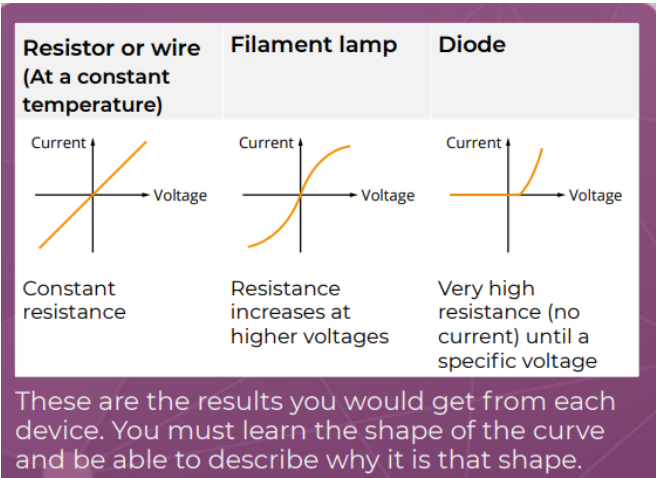 Resistor or wire
(At a constant
temperature)
Filament lamp
Diode
Current
Voltage
Current
Voltage
Current
Voltage
Constant
resistance
Resistance
increases at
higher voltages
Very high
resistance (no
current) until a
specific voltage
These are the results you would get from each
device. You must learn the shape of the curve
and be able to describe why it is that shape.